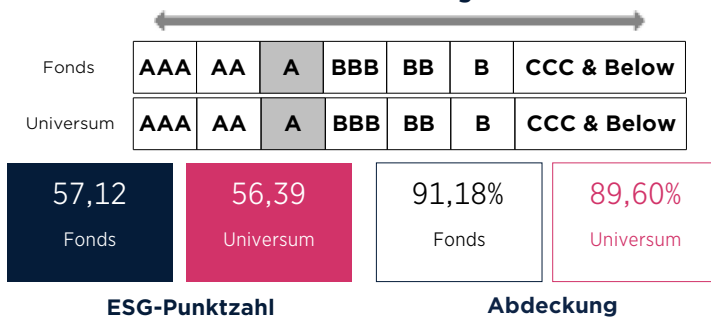 Fonds AAA AA A BBB BB B CCC & Below
Universum AAA AA A BBB BB B CCC & Below
57,12 56,39 91,18% 89,60%
Fonds Universum Fonds Universum
ESG-Punktzahl Abdeckung